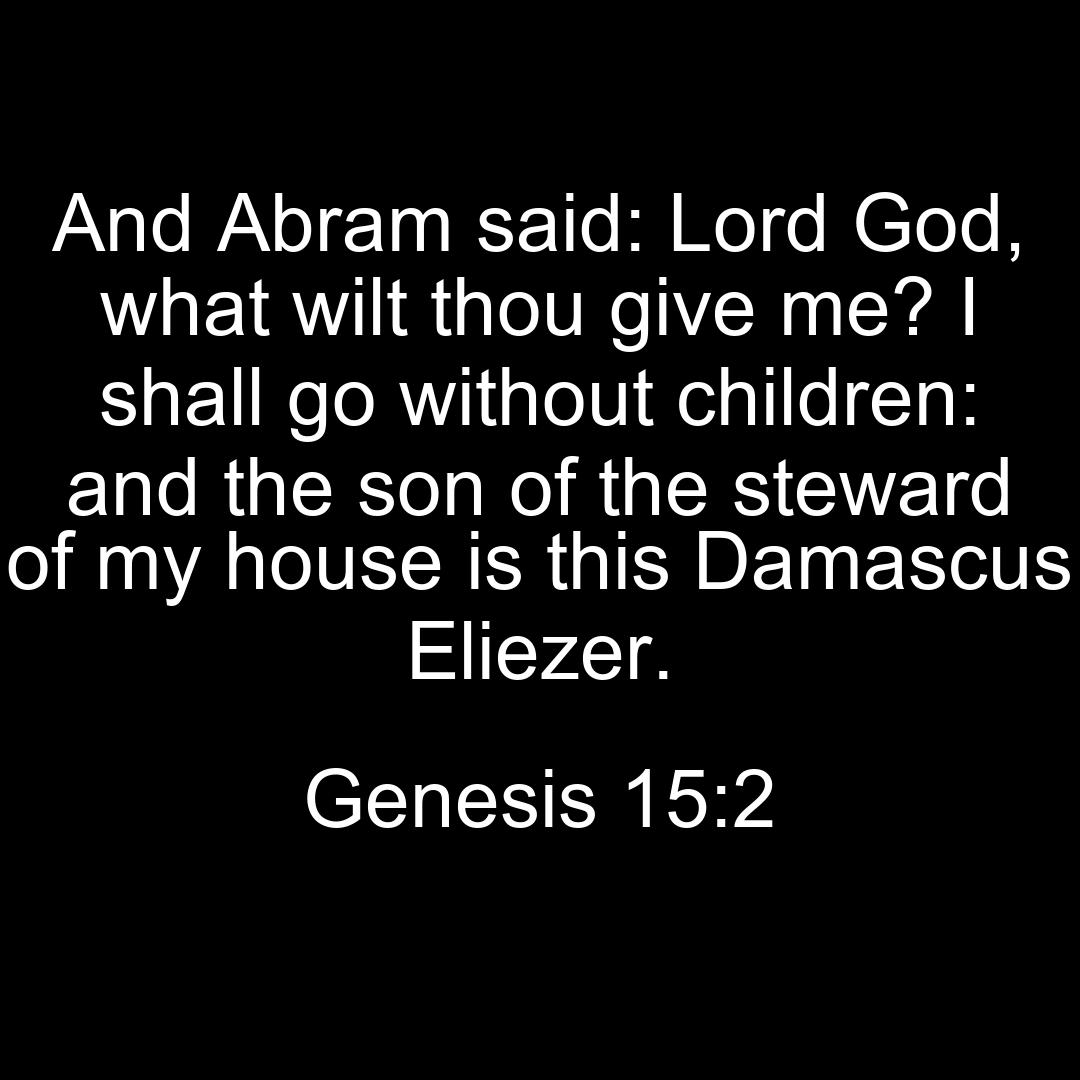 And Abram said: Lord God,
what wilt thou give me? I
shall go without children:
and the son of the steward
of my house is this Damascus
Eliezer.
Genesis 15:2